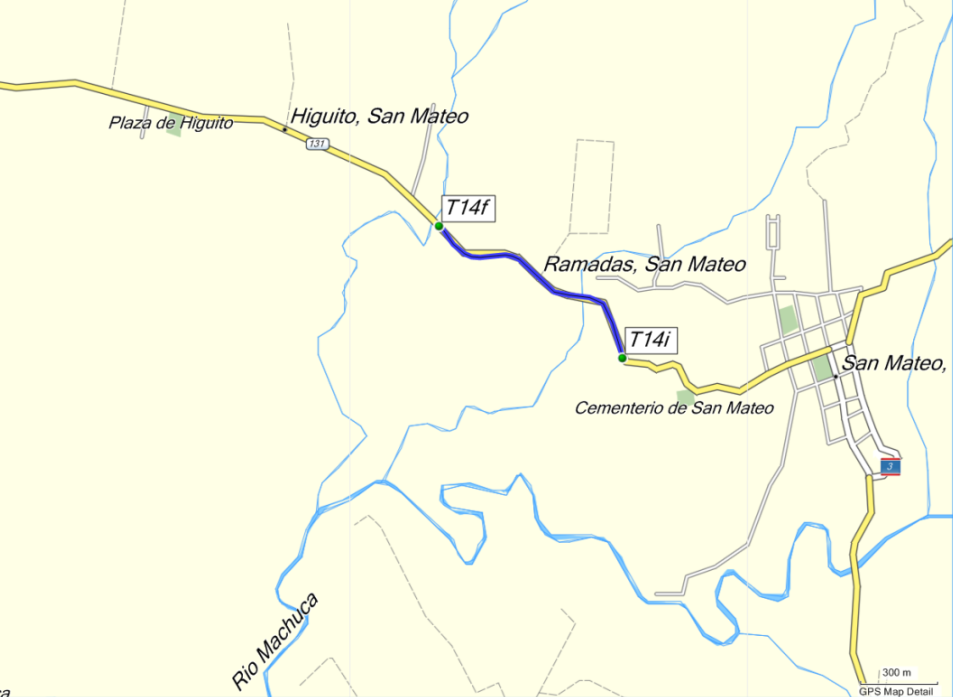 Higuito, San Mateo
Plaza de Higuito
131
T14f
Ramadas, San Mateo
T14i
San Mateo,
Cementerio de San Mateo
3
Rio Machuca
300 m
GPS Map Detail